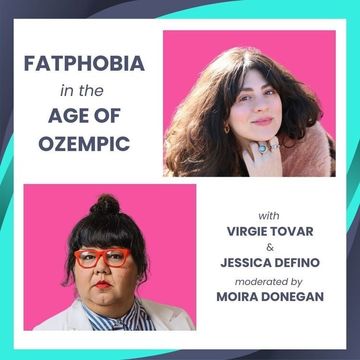 FATPHOBIA
in the
AGE OF
OZEMPIC
with
VIRGIE TOVAR
&
JESSICA DEFINO
moderated by
MOIRA DONEGAN